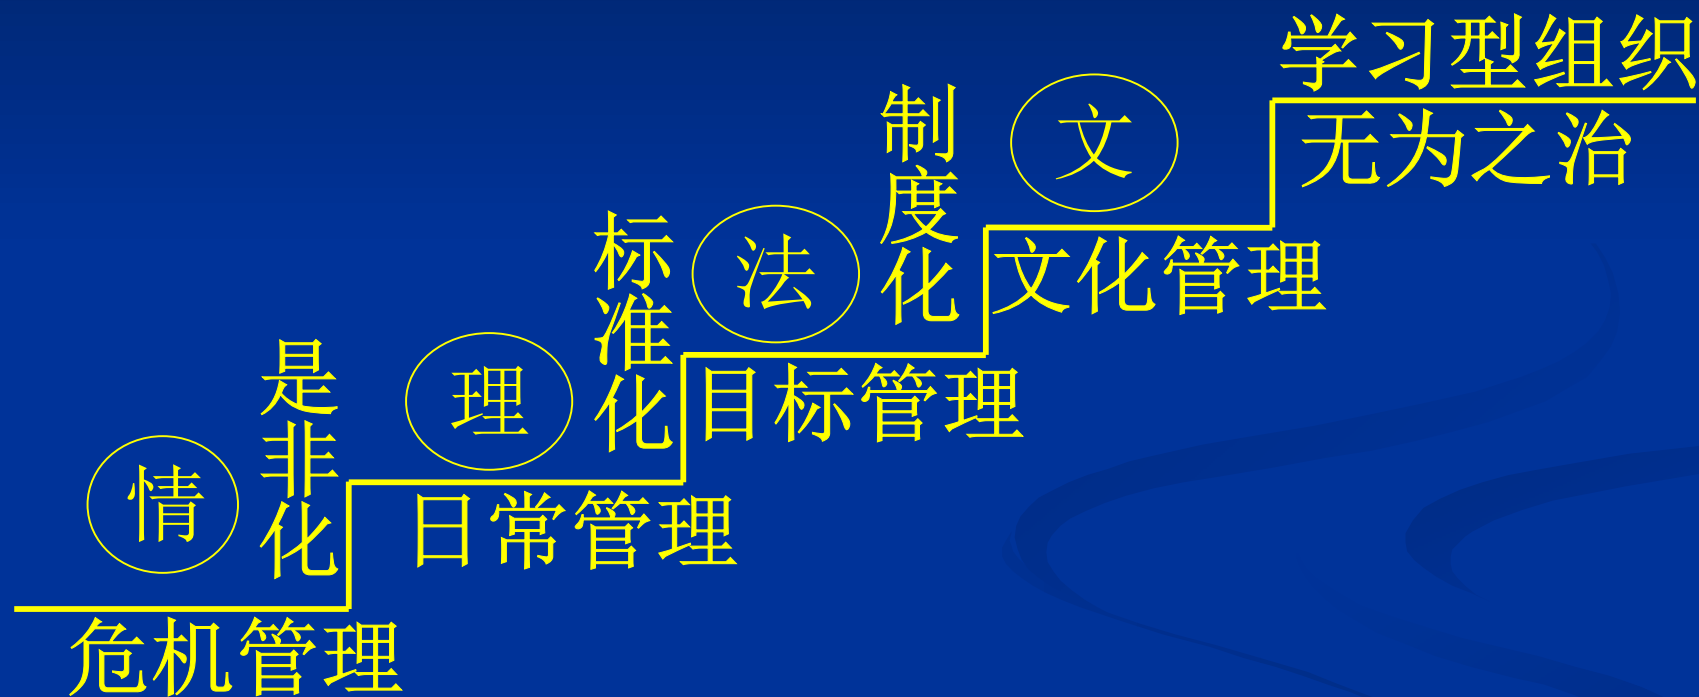 学习型组织
无为之治
文
制度化
文化管理
法
标准化
目标管理
理
是非化
日常管理
情
危机管理